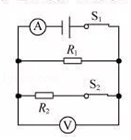 A S₁
R₁
R₂ S₂
V